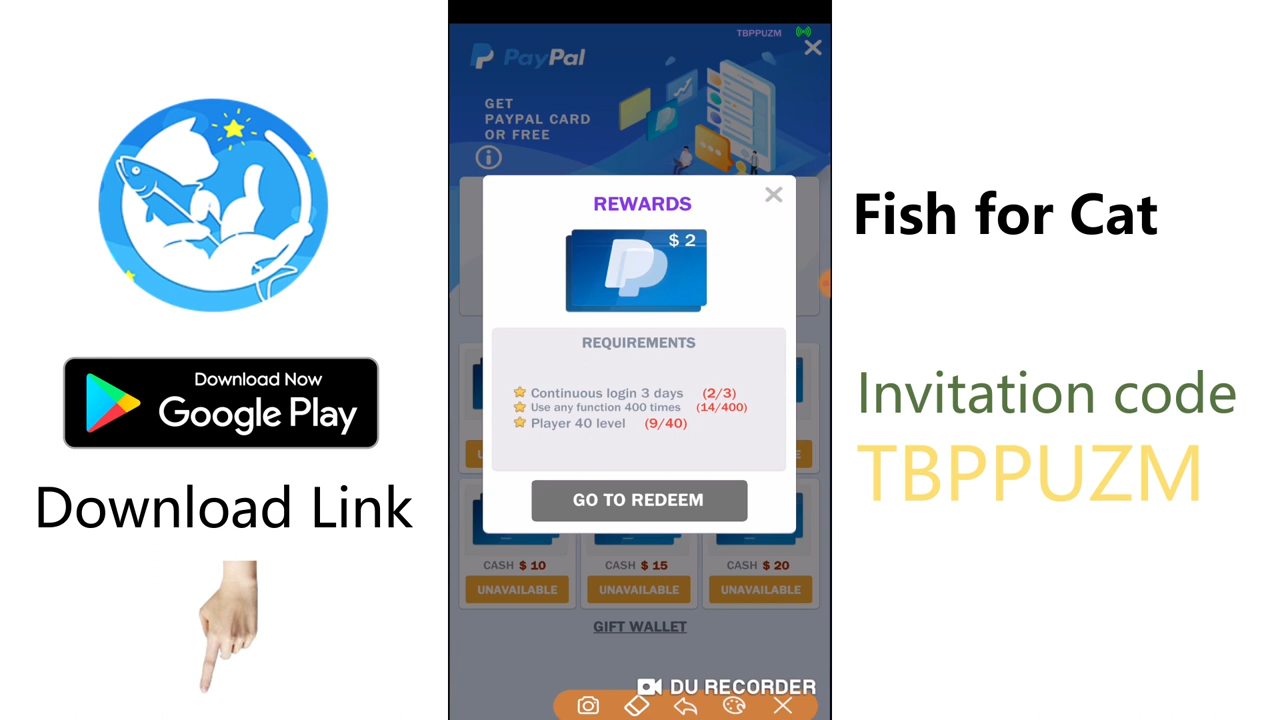 Download Now
Google Play
Download Link
TBPPUZM
PayPal
GET
PAYPAL CARD
OR FREE
REWARDS
$ 2
REQUIREMENTS
Continuous login 3 days (2/3)
Use any function 400 times (14/400)
Player 40 level (9/40)
GO TO REDEEM
CASH $ 10
CASH $ 15
CASH $ 20
UNAVAILABLE
UNAVAILABLE
UNAVAILABLE
GIFT WALLET
DU RECORDER
Fish for Cat
Invitation code
TBPPUZM